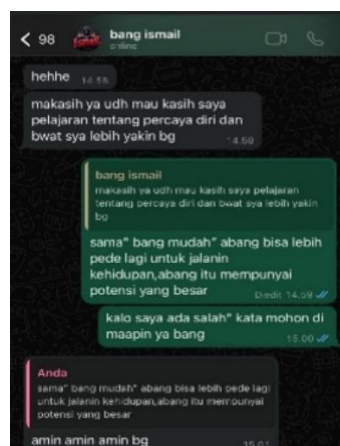 98
bang ismail
online
hehhe 14.58
makasih ya udh mau kasih saya
pelajaran tentang percaya diri dan
bwat sya lebih yakin bg
14.59
bang ismail
makasih ya udh mau kasih saya pelajaran
tentang percaya diri dan bwat sya lebih yakin
bg
sama" bang mudah" abang bisa lebih
pede lagi untuk jalanin
kehidupan,abang itu mempunyai
potensi yang besar
Diedit 14.59
kalo saya ada salah" kata mohon di
maapin ya bang
15.00
Anda
sama" bang mudah" abang bisa lebih pede lagi
untuk jalanin kehidupan,abang itu mempunyai
potensi yang besar
amin amin amin bg
15.01